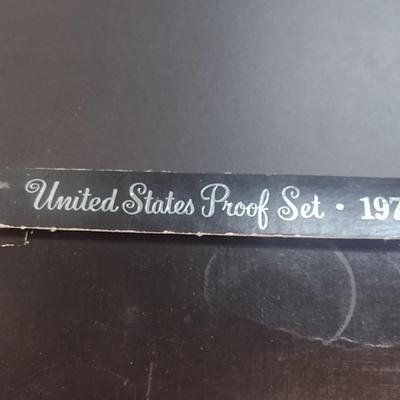 United States Proof Set · 197